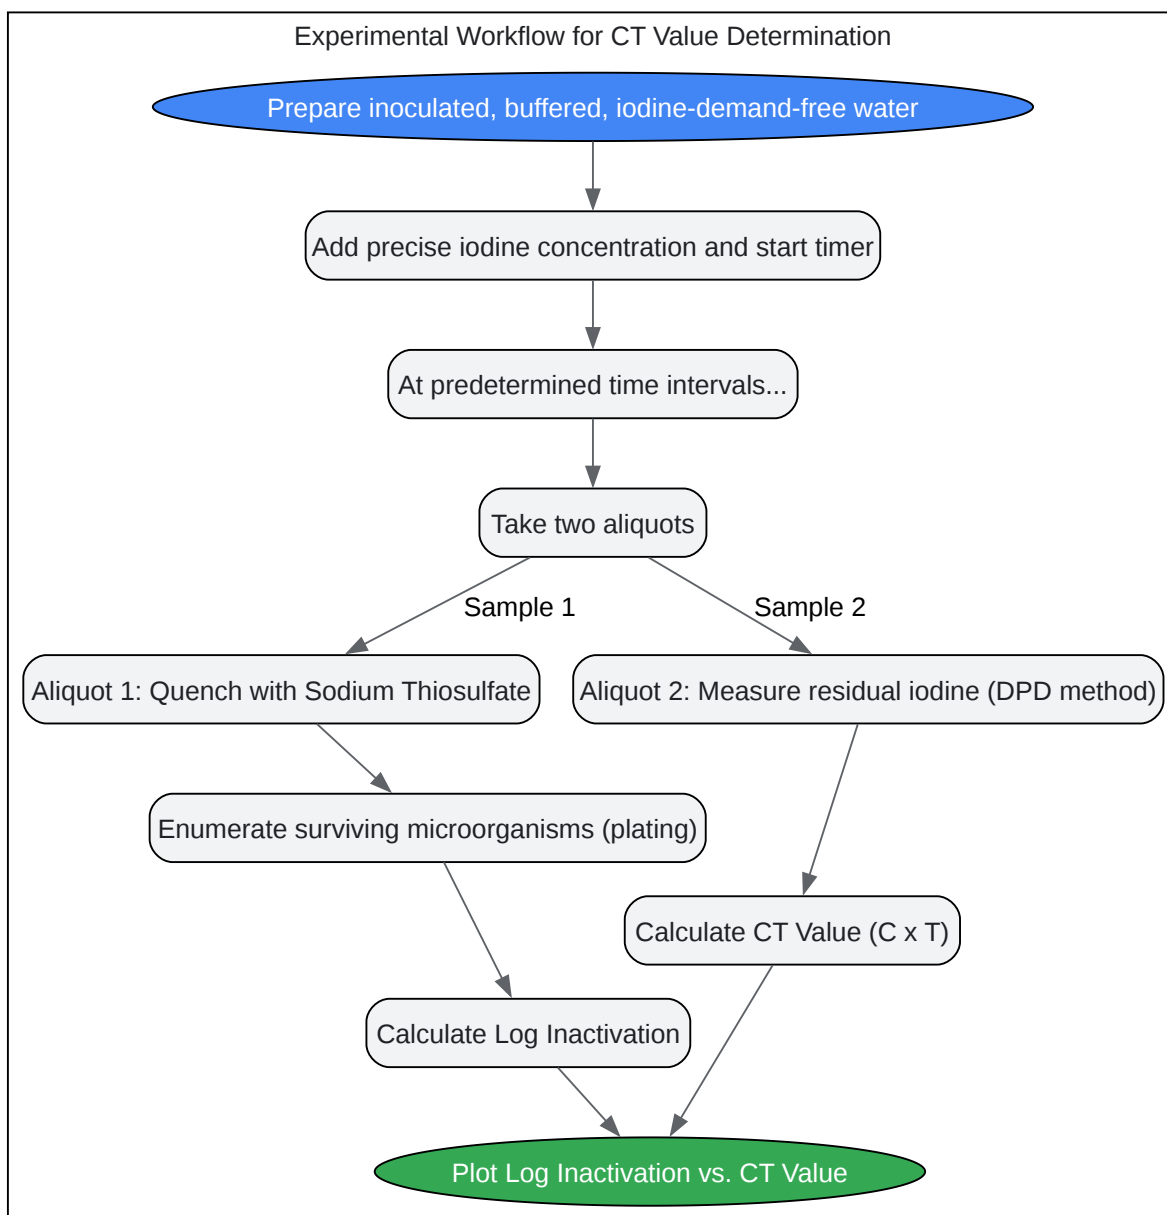 Experimental Workflow for CT Value Determination
Prepare inoculated, buffered, iodine-demand-free water
Add precise iodine concentration and start timer
At predetermined time intervals...
Take two aliquots
Sample 1
Sample 2
Aliquot 1: Quench with Sodium Thiosulfate
Aliquot 2: Measure residual iodine (DPD method)
Enumerate surviving microorganisms (plating)
Calculate CT Value (C x T)
Calculate Log Inactivation
Plot Log Inactivation vs. CT Value